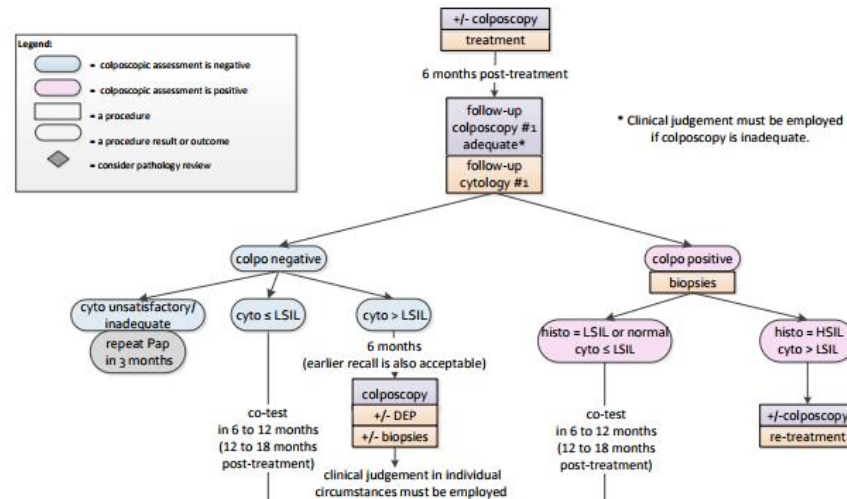 Legend:
= colposcopic assessment is negative
= colposcopic assessment is positive
= a procedure
= a procedure result or outcome
= consider pathology review
+/- colposcopy
treatment
6 months post-treatment
follow-up
colposcopy #1
adequate*
follow-up
cytology #1
* Clinical judgement must be employed
if colposcopy is inadequate.
colpo negative
colpo positive
biopsies
cyto unsatisfactory/
inadequate
repeat Pap
in 3 months
cyto ≤ LSIL
cyto > LSIL
6 months
(earlier recall is also acceptable)
colposcopy
+/- DEP
+/- biopsies
clinical judgement in individual
circumstances must be employed
co-test
in 6 to 12 months
(12 to 18 months
post-treatment)
histo = LSIL or normal
cyto ≤ LSIL
histo = HSIL
cyto > LSIL
co-test
in 6 to 12 months
(12 to 18 months
post-treatment)
+/-colposcopy
re-treatment